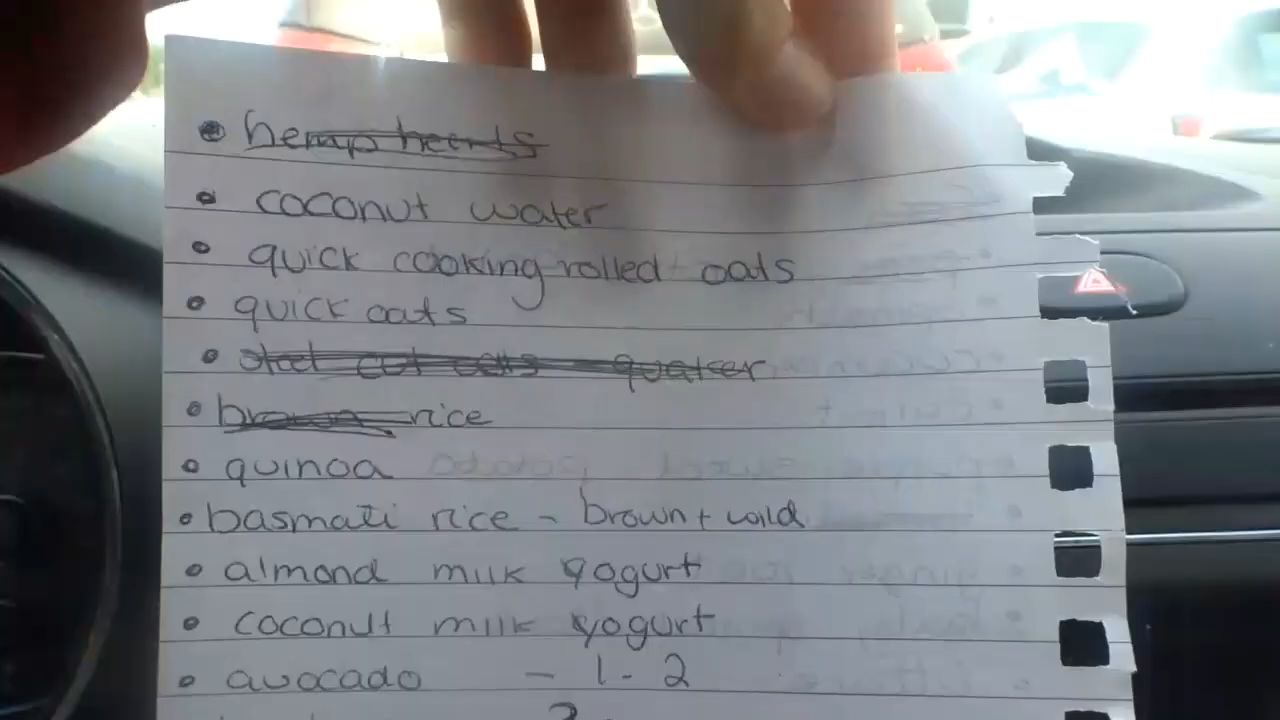 • hemp hearts
• coconut water
• quick cooking rolled oats
• quick oats
• steel cut oats quaker
• brown rice
• quinoa
• basmati rice - brown + wild
• almond milk yogurt
• coconut milk yogurt
• avocado - 1-2